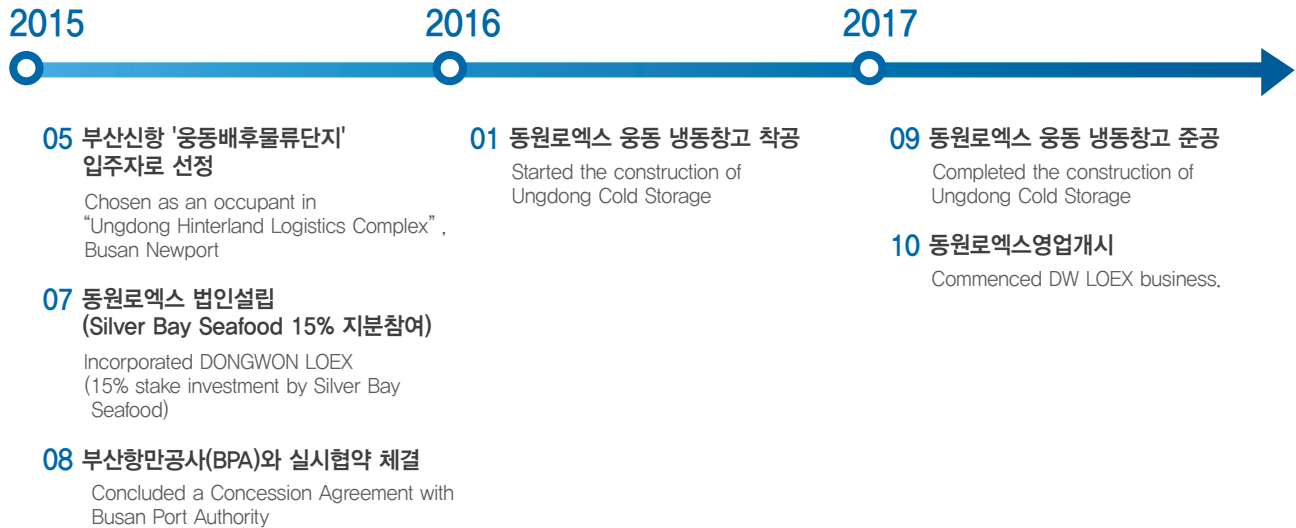 2015
05 부산신항 '웅동배후물류단지'
입주자로 선정
Chosen as an occupant in
“Ungdong Hinterland Logistics Complex”,
Busan Newport
07 동원로엑스 법인설립
(Silver Bay Seafood 15% 지분참여)
Incorporated DONGWON LOEX
(15% stake investment by Silver Bay
Seafood)
08 부산항만공사(BPA)와 실시협약 체결
Concluded a Concession Agreement with
Busan Port Authority
2016
01 동원로엑스 웅동 냉동창고 착공
Started the construction of
Ungdong Cold Storage
2017
09 동원로엑스 웅동 냉동창고 준공
Completed the construction of
Ungdong Cold Storage
10 동원로엑스영업개시
Commenced DW LOEX business.